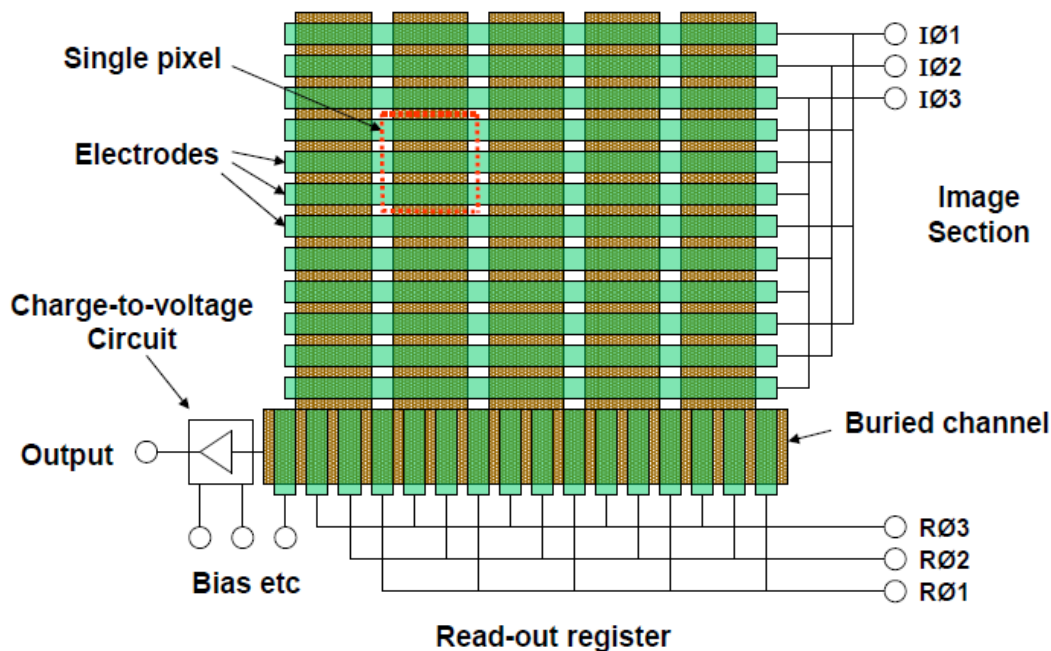 IØ1
Single pixel
IØ2
IØ3
Electrodes
Image
Section
Charge-to-voltage
Circuit
Buried channel
Output
RØ3
RØ2
Bias etc
RØ1
Read-out register